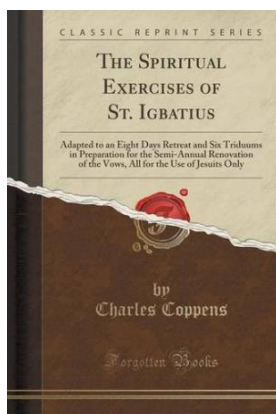 CLASSIC REPRINT SERIES
THE SPIRITUAL
EXERCISES OF
ST. IGBATIUS
Adapted to an Eight Days Retreat and Six Triduums
in Preparation for the Semi-Annual Renovation
of the Vows, All for the Use of Jesuits Only
by
Charles Coppens
Forgotten Books